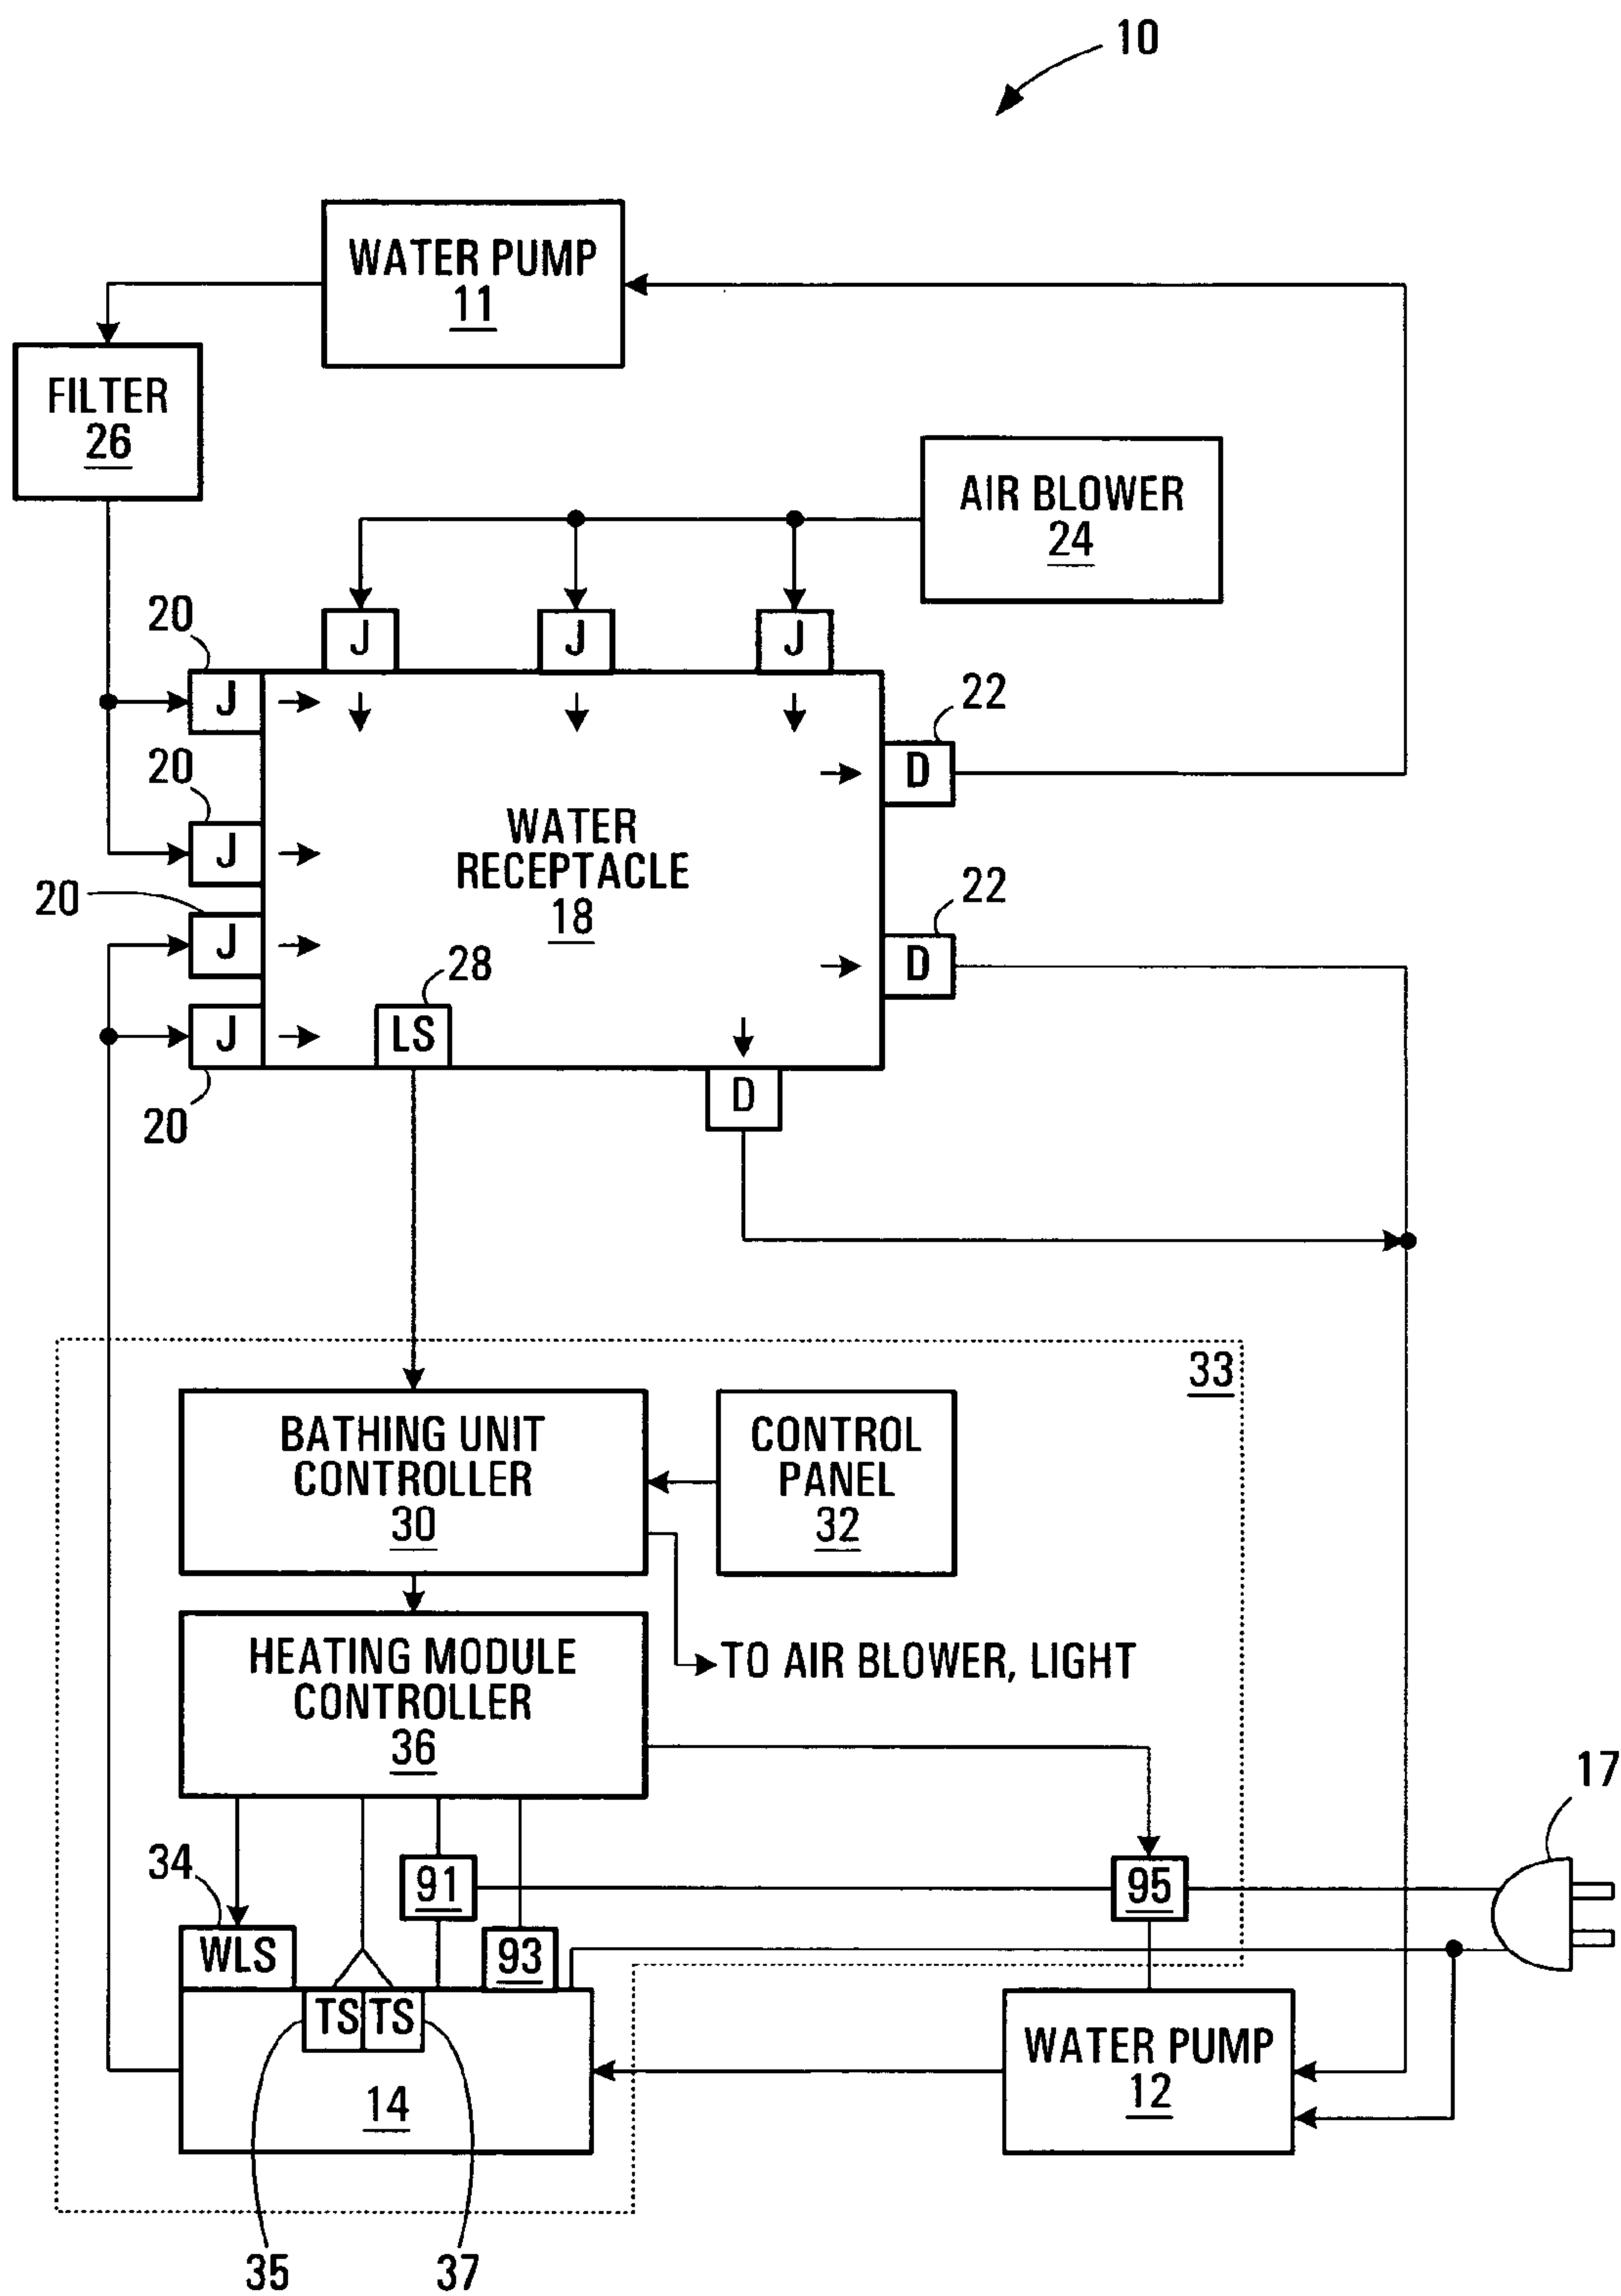 10
WATER PUMP
11
FILTER
26
AIR BLOWER
24
J
J
J
20
J
22
D
20
J
WATER
RECEPTACLE
18
20
J
22
D
28
LS
J
20
D
33
BATHING UNIT
CONTROLLER
30
CONTROL
PANEL
32
HEATING MODULE
CONTROLLER
36
TO AIR BLOWER, LIGHT
17
34
91
95
WLS
93
TS
TS
WATER PUMP
12
14
35
37